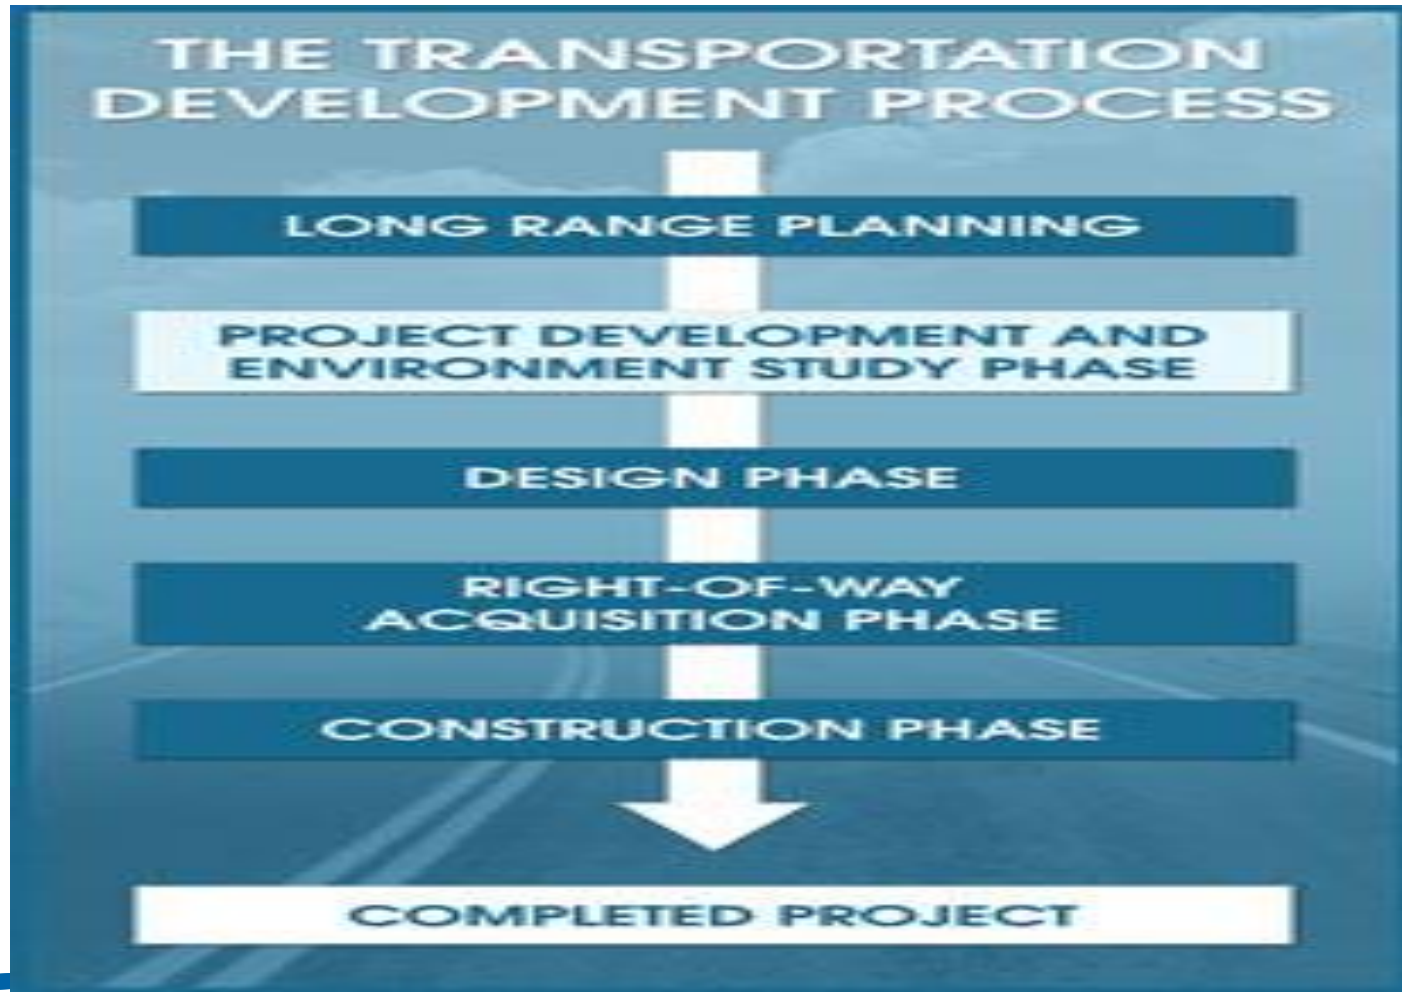 THE TRANSPORTATION
DEVELOPMENT PROCESS
LONG RANGE PLANNING
PROJECT DEVELOPMENT AND
ENVIRONMENT STUDY PHASE
DESIGN PHASE
RIGHT-OF-WAY
ACQUISITION PHASE
CONSTRUCTION PHASE
COMPLETED PROJECT